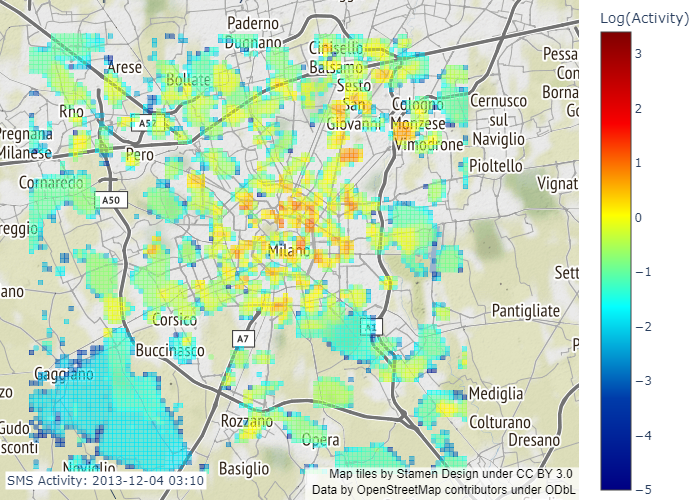 Log(Activity)
Paderno
Dugnano
Cinisello
Balsamo
Arese
Bollate
Sesto
San
Giovanni
Cologno
Monzese
Vimodrone
Cernusco
sul
Naviglio
Pessa
Con
Borna
Go
Rho
A52
Pregnana
Milanese
Pero
Pioltello
Cornaredo
A50
Vignat
reggio
Milano
Sett
ano
Pantigliate
Corsico
A1
A7
Buccinasco
P
Gaggiano
zo
Mediglia
Rozzano
Colturano
Gudo
sconti
Opera
Dresano
Noviglio
Basiglio
SMS Activity: 2013-12-04 03:10
Map tiles by Stamen Design under CC BY 3.0
Data by OpenStreetMap contributors under ODbL
3
2
1
0
−1
−2
−3
−4
−5